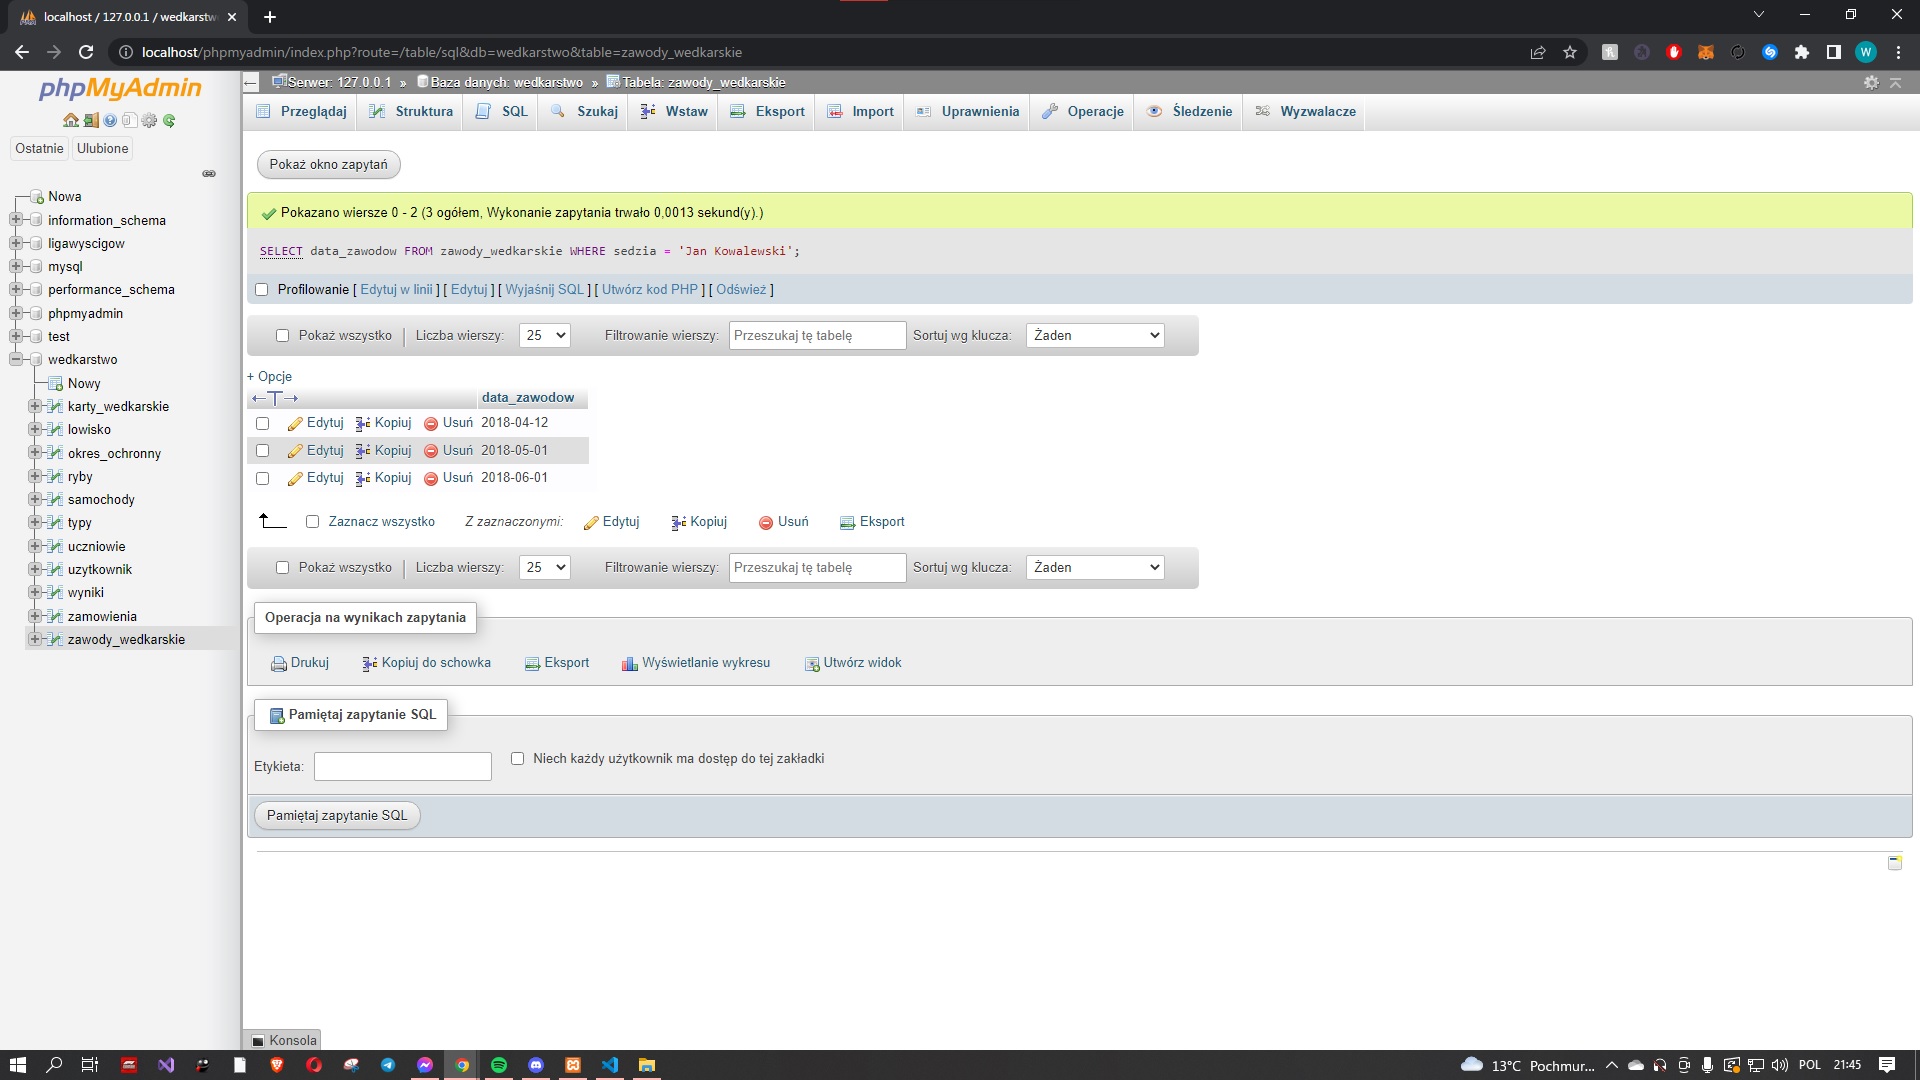 localhost / 127.0.0.1 / wedkarstw
localhost/phpmyadmin/index.php?route=/table/sql&db=wedkarstwo&table=zawody_wedkarskie
W
phpMyAdmin
Ostatnie
Ulubione
Nowa
information_schema
ligawyscigow
mysql
performance_schema
phpmyadmin
test
wedkarstwo
Nowy
karty_wedkarskie
lowisko
okres_ochronny
ryby
samochody
typy
uczniowie
uzytkownik
wyniki
zamowienia
zawody_wedkarskie
Serwer: 127.0.0.1 » Baza danych: wedkarstwo » Tabela: zawody_wedkarskie
Przeglądaj Struktura SQL Szukaj Wstaw Eksport Import Uprawnienia Operacje Śledzenie Wyzwalacze
Pokaż okno zapytań
Pokazano wiersze 0 - 2 (3 ogółem, Wykonanie zapytania trwało 0,0013 sekund(y).)
SELECT data_zawodow FROM zawody_wedkarskie WHERE sedzia = 'Jan Kowalewski';
Profilowanie [ Edytuj w linii ] [ Edytuj ] [ Wyjaśnij SQL ] [ Utwórz kod PHP ] [ Odśwież ]
Pokaż wszystko Liczba wierszy: 25 Filtrowanie wierszy: Przeszukaj tę tabelę Sortuj wg klucza: Żaden
+ Opcje
←T→ data_zawodow
Edytuj Kopiuj Usuń 2018-04-12
Edytuj Kopiuj Usuń 2018-05-01
Edytuj Kopiuj Usuń 2018-06-01
Zaznacz wszystko Z zaznaczonymi: Edytuj Kopiuj Usuń Eksport
Pokaż wszystko Liczba wierszy: 25 Filtrowanie wierszy: Przeszukaj tę tabelę Sortuj wg klucza: Żaden
Operacja na wynikach zapytania
Drukuj Kopiuj do schowka Eksport Wyświetlanie wykresu Utwórz widok
Pamiętaj zapytanie SQL
Etykieta: Niech każdy użytkownik ma dostęp do tej zakładki
Pamiętaj zapytanie SQL
Konsola
13°C Pochmur... POL 21:45